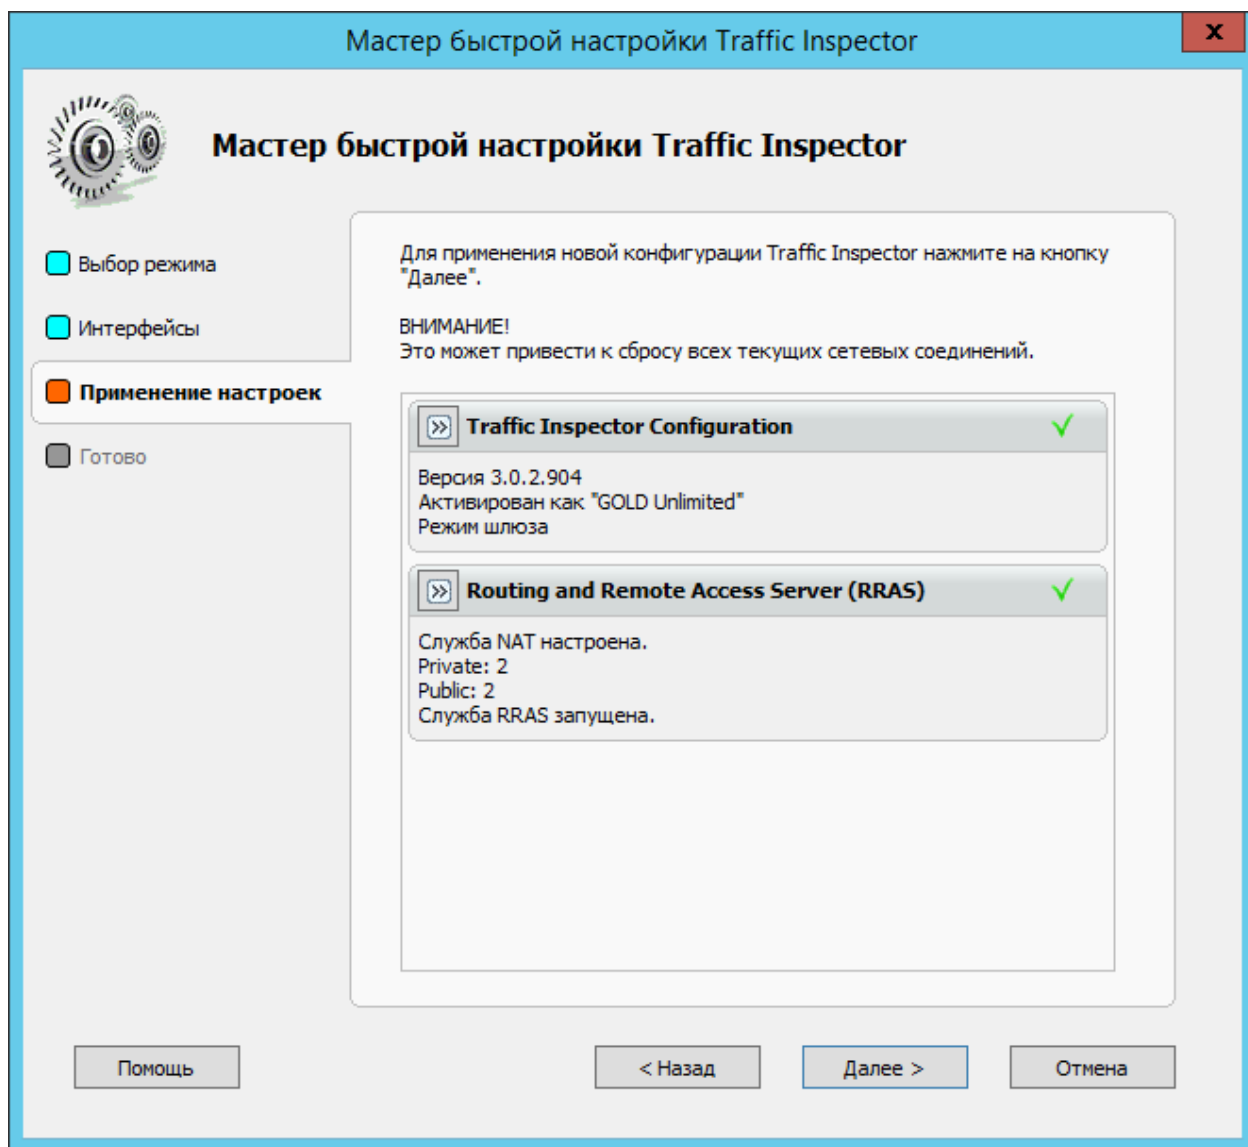 Мастер быстрой настройки Traffic Inspector
x
Мастер быстрой настройки Traffic Inspector
Выбор режима
Интерфейсы
Применение настроек
Готово
Для применения новой конфигурации Traffic Inspector нажмите на кнопку
"Далее".
ВНИМАНИЕ!
Это может привести к сбросу всех текущих сетевых соединений.
Traffic Inspector Configuration
Версия 3.0.2.904
Активирован как "GOLD Unlimited"
Режим шлюза
Routing and Remote Access Server (RRAS)
Служба NAT настроена.
Private: 2
Public: 2
Служба RRAS запущена.
Помощь
< Назад
Далее >
Отмена